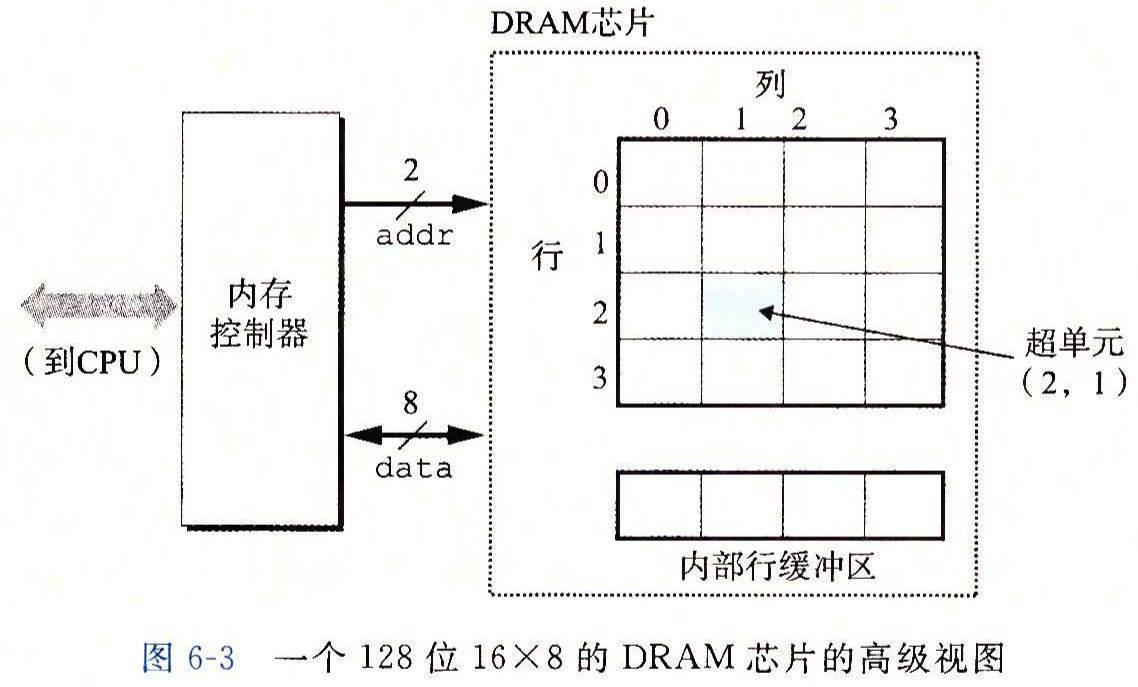 DRAM芯片
列
0 1 2 3
0
1
2
3
行
2
addr
内存
控制器
(到CPU)
8
data
超单元
(2, 1)
内部行缓冲区
图 6-3 一个 128 位 16×8 的 DRAM 芯片的高级视图